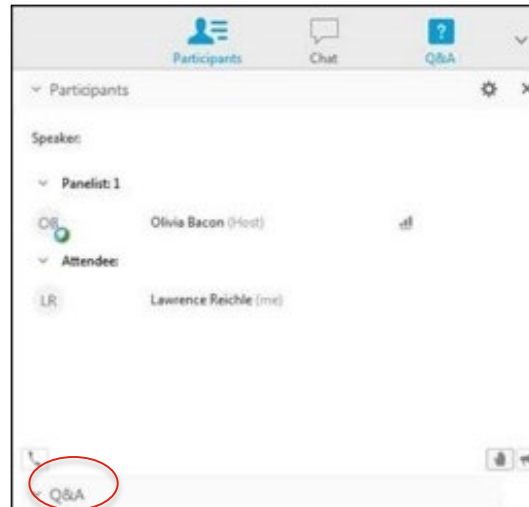 Participants Chat Q&A
Participants
Speaker:
Panelist: 1
OB Olivia Bacon (Host)
Attendee:
LR Lawrence Reichle (me)
Q&A